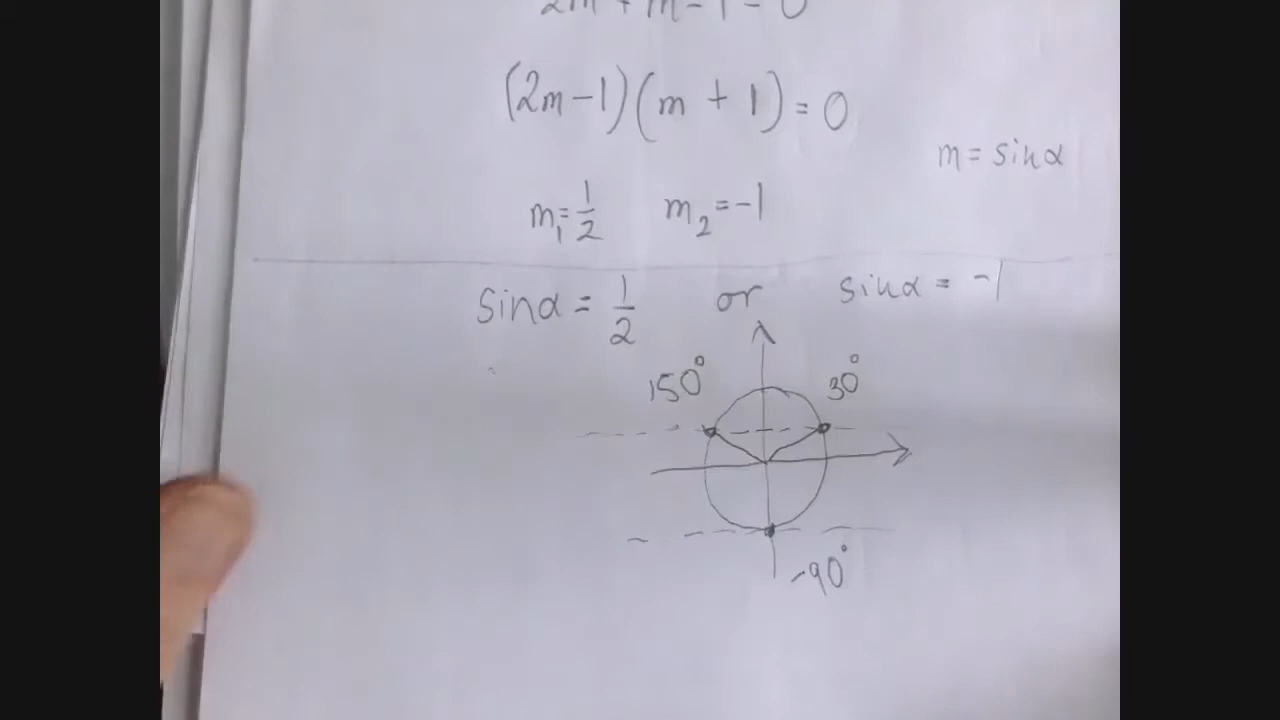 (2m-1)(m + 1) = 0
m = sinα
m₁ = 1/2 m₂ = -1
sinα = 1/2 or sinα = -1
150° 30°
-90°